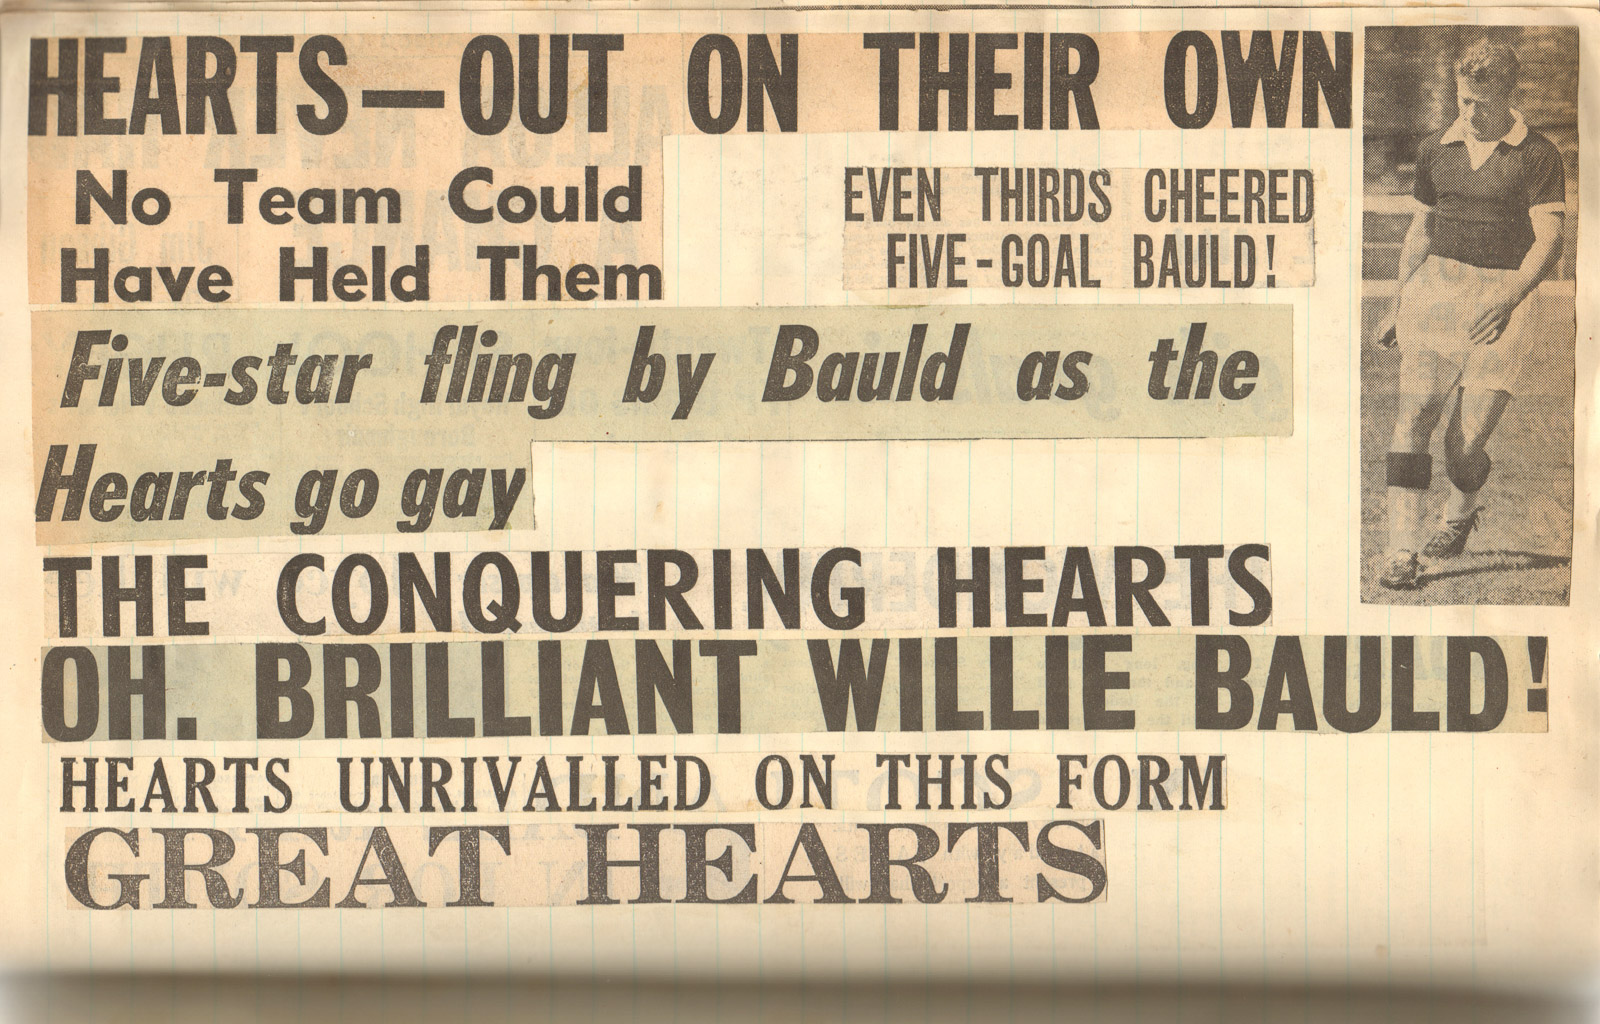 HEARTS—OUT ON THEIR OWN
No Team Could
Have Held Them
EVEN THIRDS CHEERED
FIVE-GOAL BAULD!
Five-star fling by Bauld as the
Hearts go gay
THE CONQUERING HEARTS
OH. BRILLIANT WILLIE BAULD!
HEARTS UNRIVALLED ON THIS FORM
GREAT HEARTS